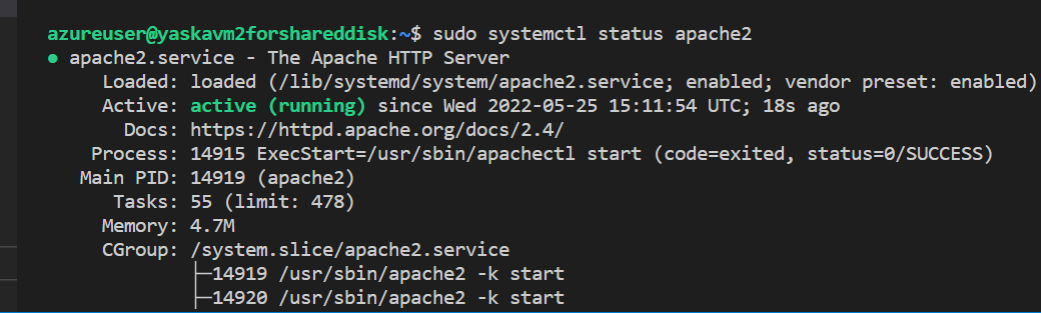 azureuser@yaskavm2forshareddisk:~$ sudo systemctl status apache2
● apache2.service - The Apache HTTP Server
Loaded: loaded (/lib/systemd/system/apache2.service; enabled; vendor preset: enabled)
Active: active (running) since Wed 2022-05-25 15:11:54 UTC; 18s ago
Docs: https://httpd.apache.org/docs/2.4/
Process: 14915 ExecStart=/usr/sbin/apachectl start (code=exited, status=0/SUCCESS)
Main PID: 14919 (apache2)
Tasks: 55 (limit: 478)
Memory: 4.7M
CGroup: /system.slice/apache2.service
├─14919 /usr/sbin/apache2 -k start
├─14920 /usr/sbin/apache2 -k start